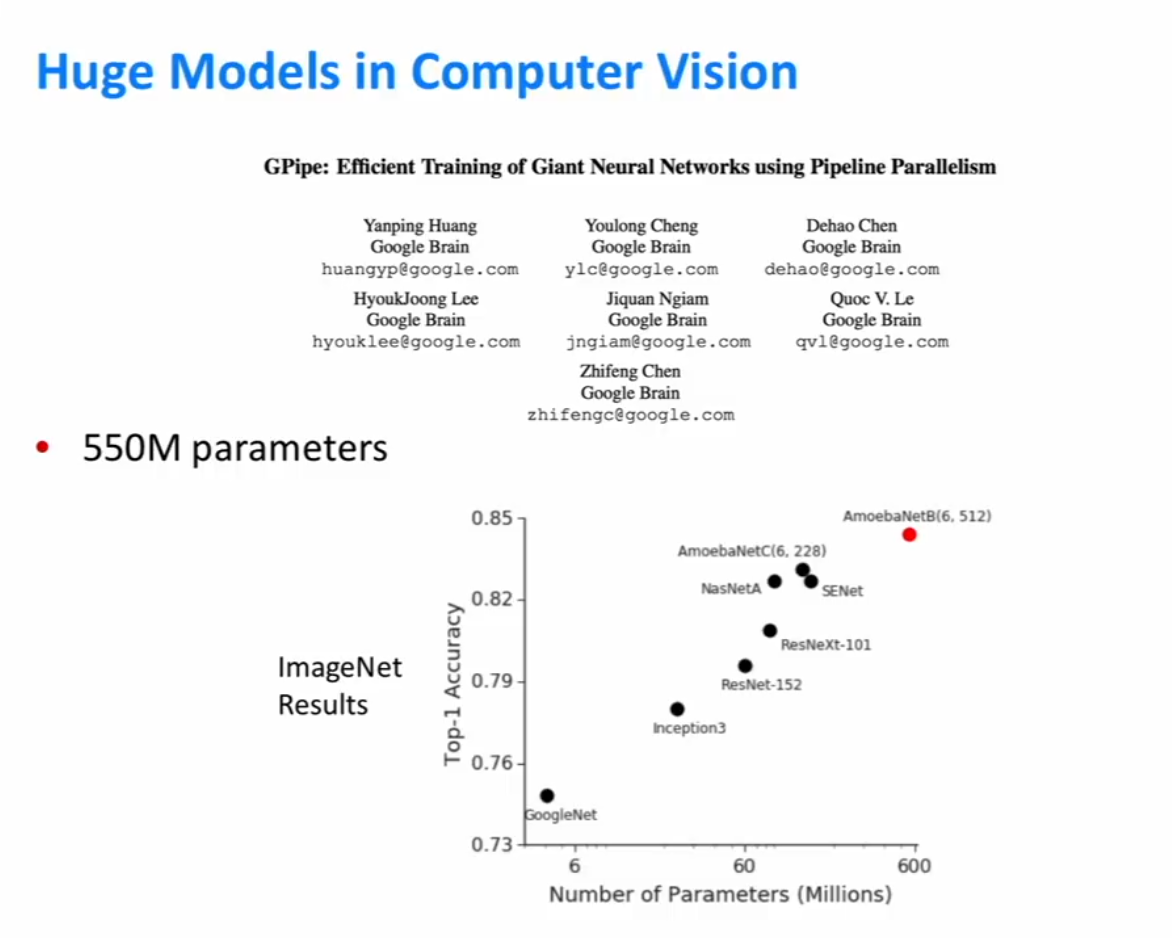 Huge Models in Computer Vision
GPipe: Efficient Training of Giant Neural Networks using Pipeline Parallelism
Yanping Huang
Google Brain
huangyp@google.com
Youlong Cheng
Google Brain
ylc@google.com
Dehao Chen
Google Brain
dehao@google.com
HyoukJoong Lee
Google Brain
hyouklee@google.com
Jiquan Ngiam
Google Brain
jngiam@google.com
Quoc V. Le
Google Brain
qvl@google.com
Zhifeng Chen
Google Brain
zhifengc@google.com
• 550M parameters
ImageNet
Results
Top-1 Accuracy
0.85
0.82
0.79
0.76
0.73
AmoebaNetB(6, 512)
AmoebaNetC(6, 228)
NasNetA
SENet
ResNeXt-101
ResNet-152
Inception3
GoogleNet
6
60
600
Number of Parameters (Millions)